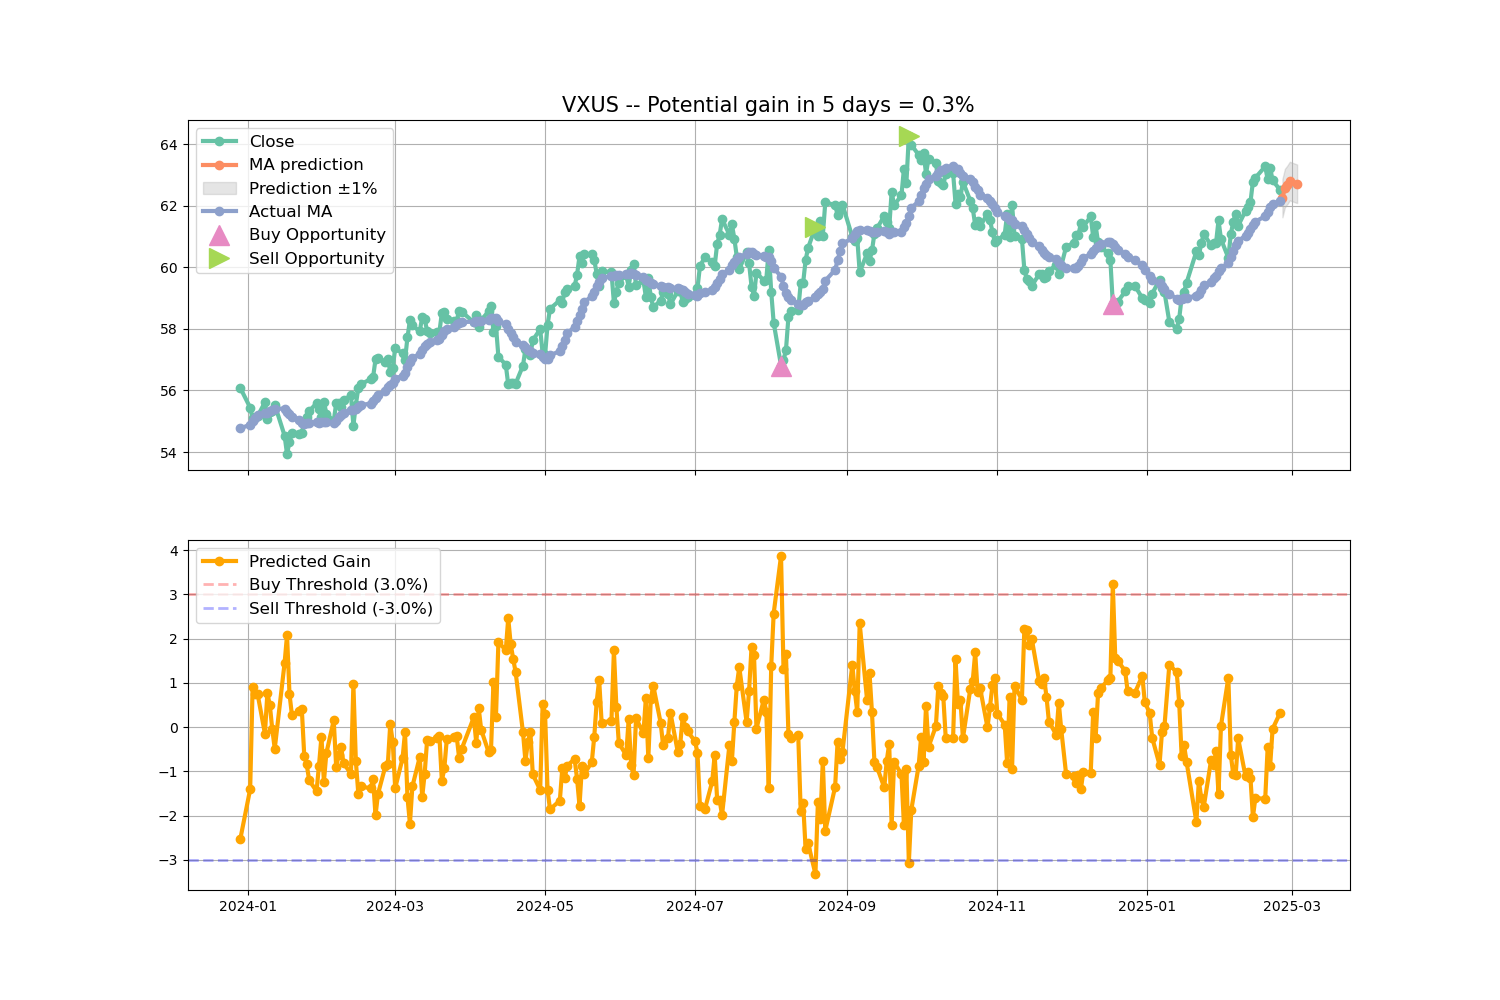 VXUS -- Potential gain in 5 days = 0.3%
Close
MA prediction
Prediction ±1%
Actual MA
Buy Opportunity
Sell Opportunity
64
62
60
58
56
54
Predicted Gain
Buy Threshold (3.0%)
Sell Threshold (-3.0%)
4
3
2
1
0
−1
−2
−3
2024-01
2024-03
2024-05
2024-07
2024-09
2024-11
2025-01
2025-03